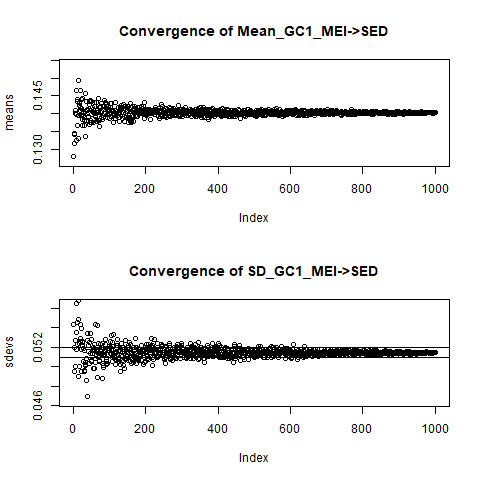 Convergence of Mean_GC1_MEI->SED
means
0.145
0.130
0 200 400 600 800 1000
Index
Convergence of SD_GC1_MEI->SED
sdevs
0.052
0.046
0 200 400 600 800 1000
Index